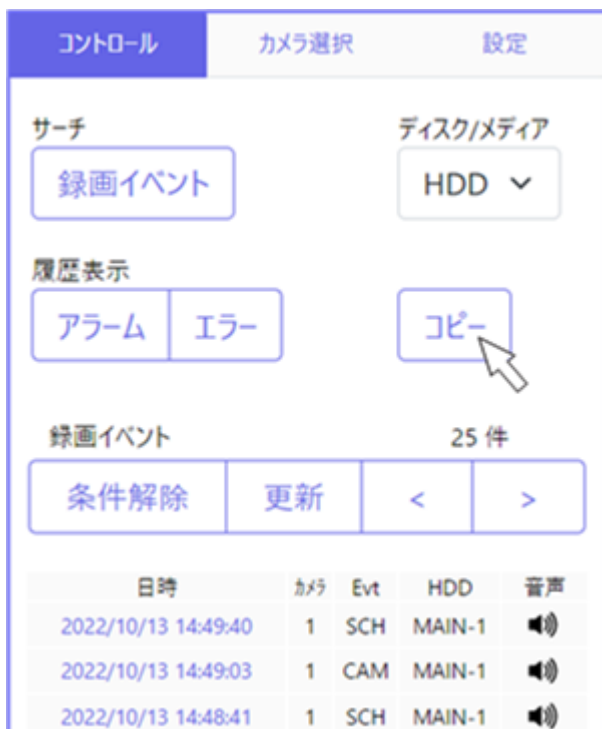 コントロール カメラ選択 設定
サーチ ディスク/メディア
録画イベント HDD
履歴表示
アラーム エラー コピー
録画イベント 25 件
条件解除 更新 < >
日時 ｶﾒﾗ Evt HDD 音声
2022/10/13 14:49:40 1 SCH MAIN-1
2022/10/13 14:49:03 1 CAM MAIN-1
2022/10/13 14:48:41 1 SCH MAIN-1